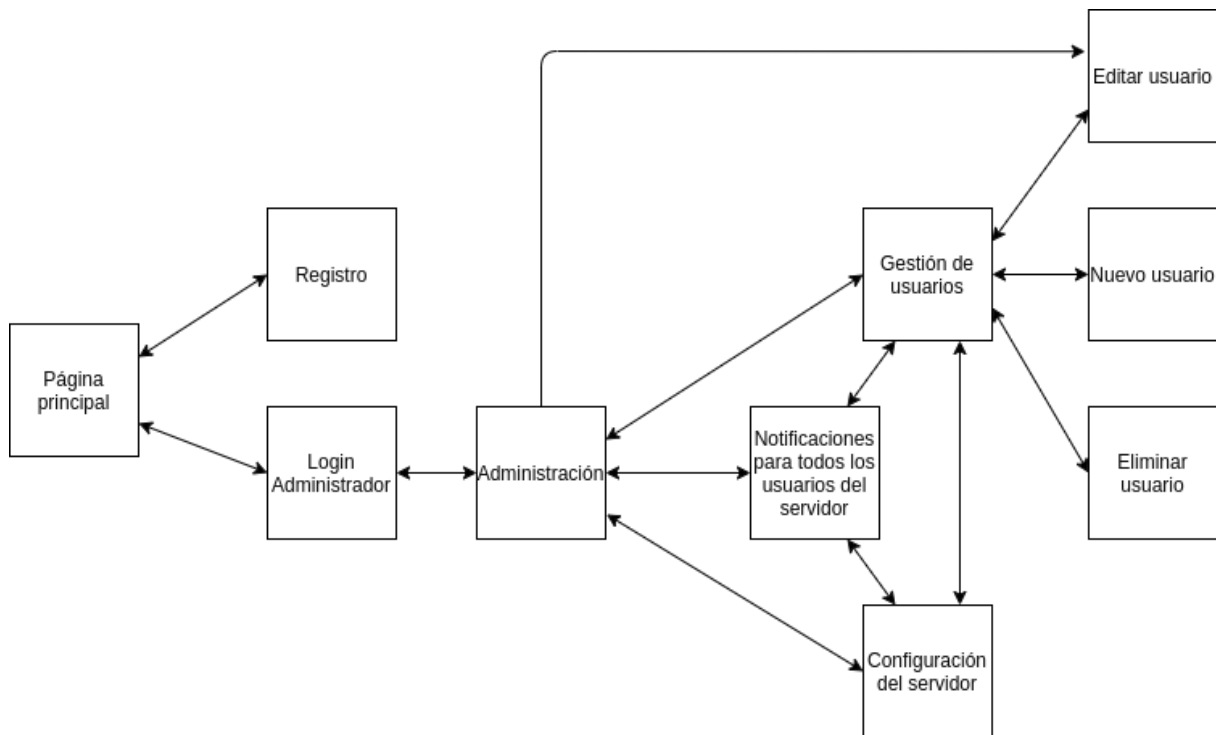 Editar usuario
Registro
Gestión de
usuarios
Nuevo usuario
Página
principal
Login
Administrador
Administración
Notificaciones
para todos los
usuarios del
servidor
Eliminar
usuario
Configuración
del servidor